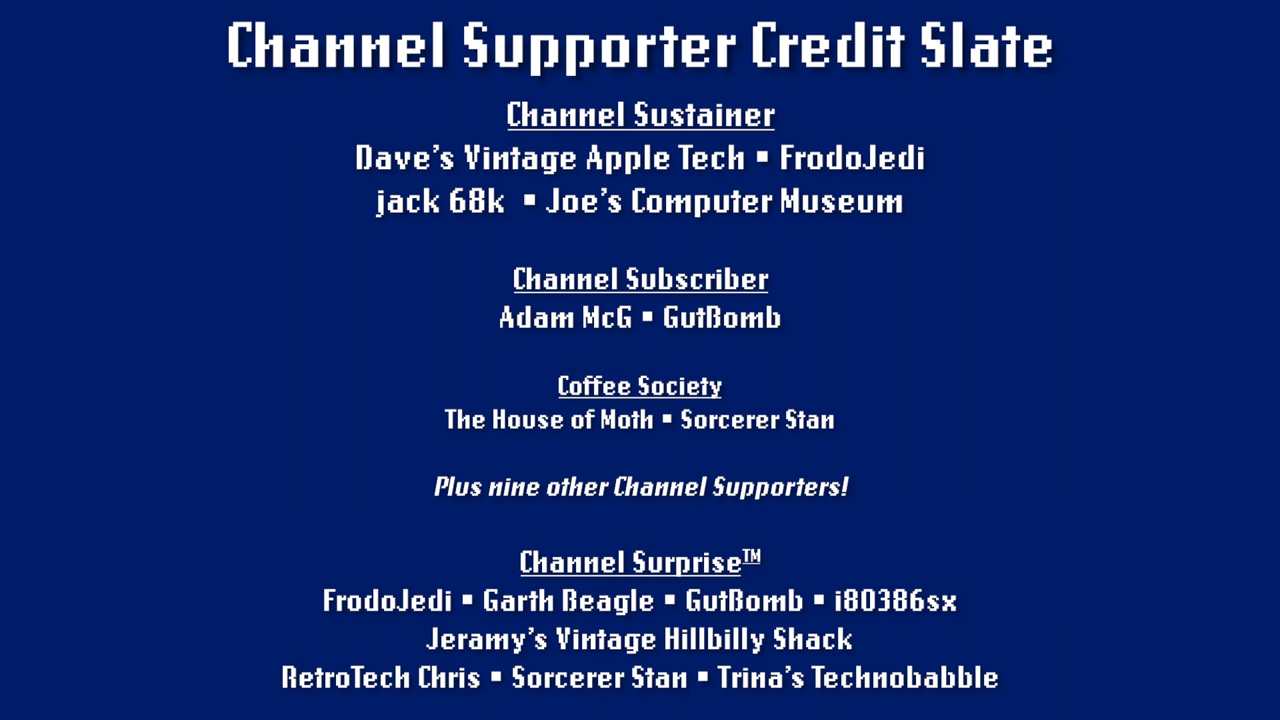 Channel Supporter Credit Slate
Channel Sustainer
Dave's Vintage Apple Tech ▪ FrodoJedi
jack 68k ▪ Joe's Computer Museum
Channel Subscriber
Adam McG ▪ GutBomb
Coffee Society
The House of Moth ▪ Sorcerer Stan
Plus nine other Channel Supporters!
Channel Surprise™
FrodoJedi ▪ Garth Beagle ▪ GutBomb ▪ i80386sx
Jeramy's Vintage Hillbilly Shack
RetroTech Chris ▪ Sorcerer Stan ▪ Trina's Technobabble